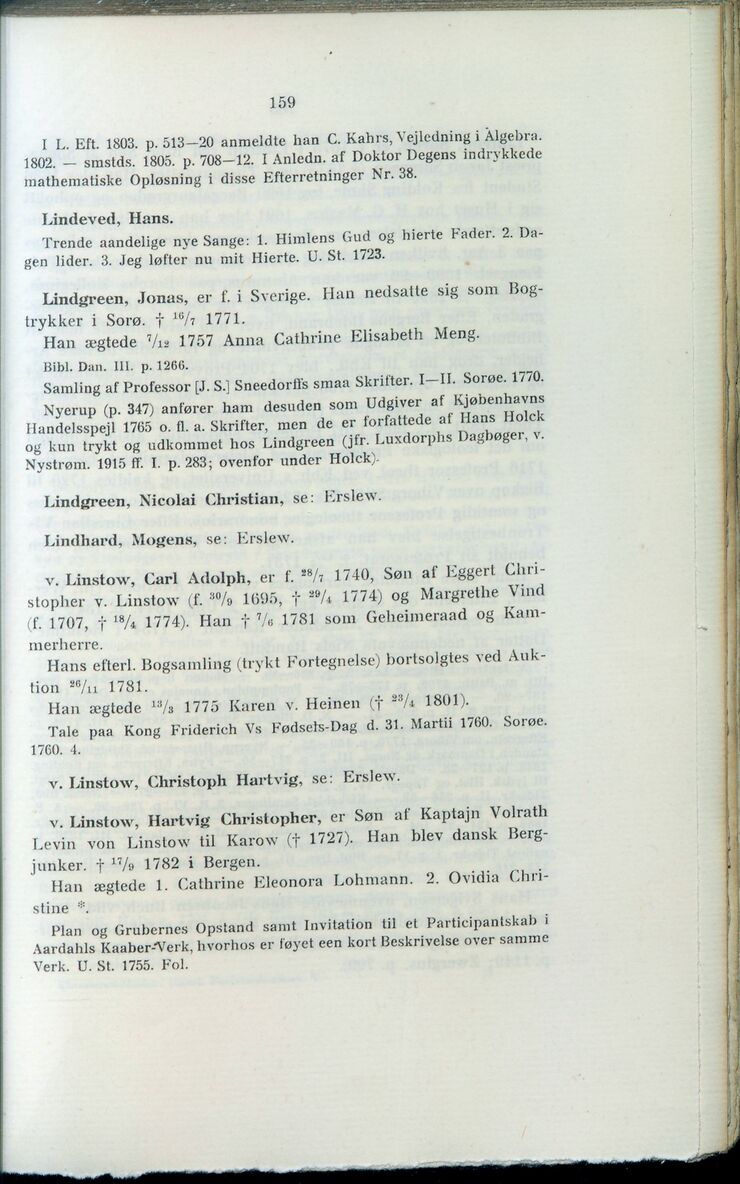 159
I L. Eft. 1803. p. 513—20 anmeldte han C. Kahrs, Vejledning i Algebra.
1802. — smstds. 1805. p. 708—12. I Anledn. af Doktor Degens indrykkede
mathematiske Opløsning i disse Efterretninger Nr. 38.
Lindeved, Hans.
Trende aandelige nye Sange: 1. Himlens Gud og hierte Fader. 2. Da-
gen lider. 3. Jeg løfter nu mit Hierte. U. St. 1723.
Lindgreen, Jonas, er f. i Sverige. Han nedsatte sig som Bog-
trykker i Sorø. † 16/7 1771.
Han ægtede 7/12 1757 Anna Cathrine Elisabeth Meng.
Bibl. Dan. III. p. 1266.
Samling af Professor [J. S.] Sneedorffs smaa Skrifter. I—II. Sorøe. 1770.
Nyerup (p. 347) anfører ham desuden som Udgiver af Kjøbenhavns
Handelsspejl 1765 o. fl. a. Skrifter, men de er forfattede af Hans Holck
og kun trykt og udkommet hos Lindgreen (jfr. Luxdorphs Dagbøger, v.
Nystrøm. 1915 ff. I. p. 283; ovenfor under Holck).
Lindgreen, Nicolai Christian, se: Erslew.
Lindhard, Mogens, se: Erslew.
v. Linstow, Carl Adolph, er f. 28/7 1740, Søn af Eggert Chri-
stopher v. Linstow (f. 30/9 1695, † 29/4 1774) og Margrethe Vind
(f. 1707, † 18/4 1774). Han † 7/6 1781 som Geheimeraad og Kam-
merherre.
Hans efterl. Bogsamling (trykt Fortegnelse) bortsolgtes ved Auk-
tion 26/11 1781.
Han ægtede 13/3 1775 Karen v. Heinen († 23/4 1801).
Tale paa Kong Friderich Vs Fødsels-Dag d. 31. Martii 1760. Sorøe.
1760. 4.
v. Linstow, Christoph Hartvig, se: Erslew.
v. Linstow, Hartvig Christopher, er Søn af Kaptajn Volrath
Levin von Linstow til Karow († 1727). Han blev dansk Berg-
junker. † 17/9 1782 i Bergen.
Han ægtede 1. Cathrine Eleonora Lohmann. 2. Ovidia Chri-
stine *.
Plan og Grubernes Opstand samt Invitation til et Participantskab i
Aardahls Kaaber-Verk, hvorhos er føyet een kort Beskrivelse over samme
Verk. U. St. 1755. Fol.